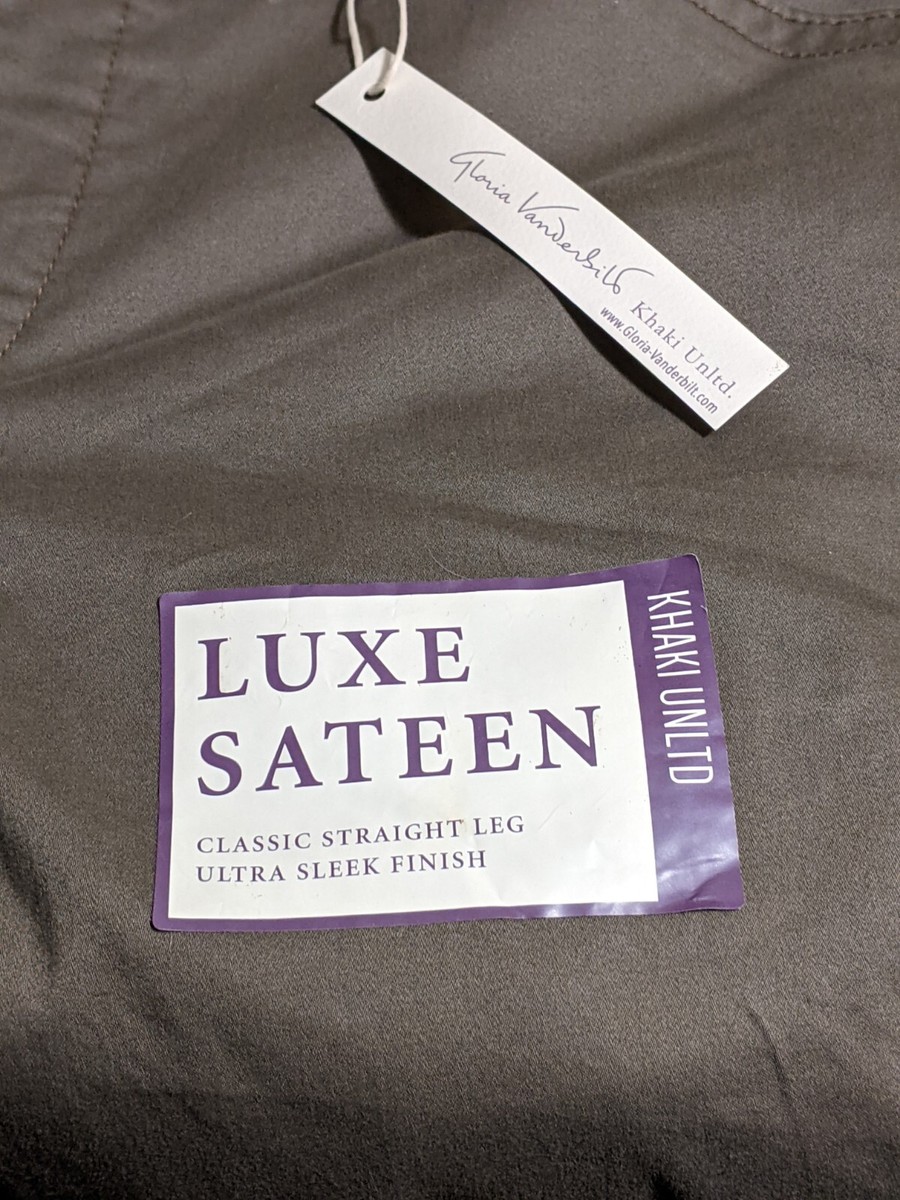 Gloria Vanderbilt
Khaki Unltd.
www.Gloria-Vanderbilt.com
LUXE
SATEEN
CLASSIC STRAIGHT LEG
ULTRA SLEEK FINISH
KHAKI UNLTD